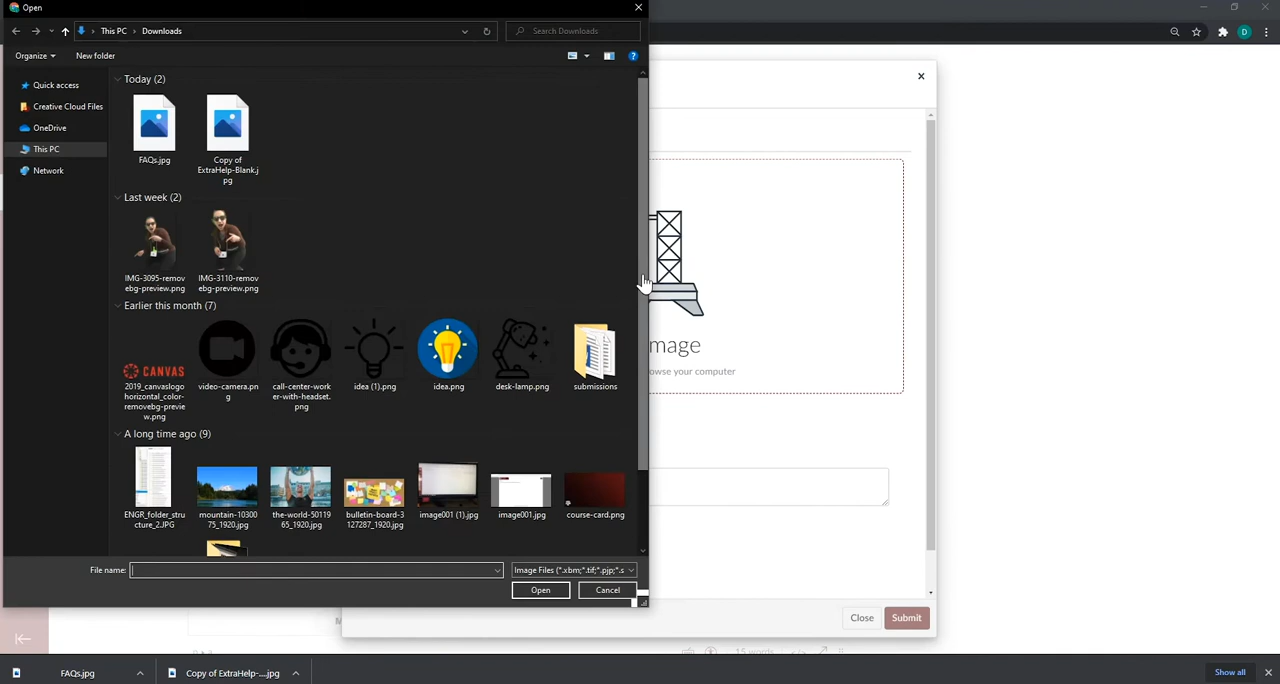 Open
This PC
Downloads
Search Downloads
Organize
New folder
D
Quick access
Creative Cloud Files
OneDrive
This PC
Network
Today (2)
FAQs.jpg
Copy of
ExtraHelp-Blank.j
pg
Last week (2)
IMG-3095-remov
ebg-preview.png
IMG-3110-remov
ebg-preview.png
Earlier this month (7)
CANVAS
2019_canvaslogo
horizontal_color-
removebg-previe
w.png
video-camera.pn
g
call-center-work
er-with-headset.
png
idea (1).png
idea.png
desk-lamp.png
submissions
A long time ago (9)
ENGR_folder_stru
cture_2.JPG
mountain-10300
75_1920.jpg
the-world-50119
65_1920.jpg
bulletin-board-3
127287_1920.jpg
image001 (1).jpg
image001.jpg
course-card.png
File name:
Image Files (*.xbm;*.tif;*.pjp;*.s
Open
Cancel
mage
owse your computer
Close
Submit
M
15 words
</>
FAQs.jpg
Copy of ExtraHelp-....jpg
Show all